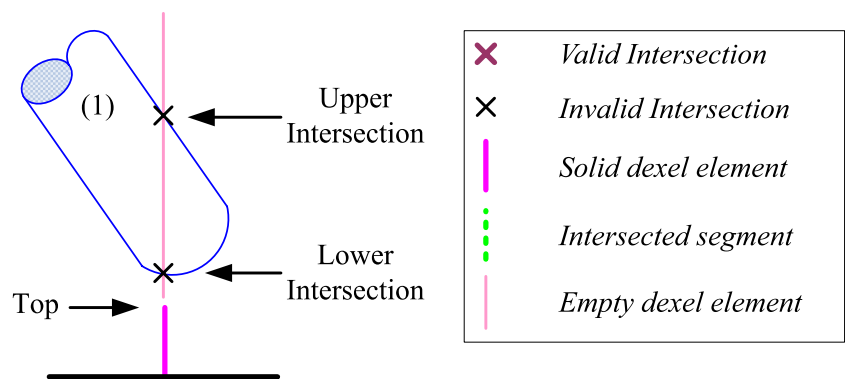 (1)
Upper
Intersection
Lower
Intersection
Top
Valid Intersection
Invalid Intersection
Solid dexel element
Intersected segment
Empty dexel element